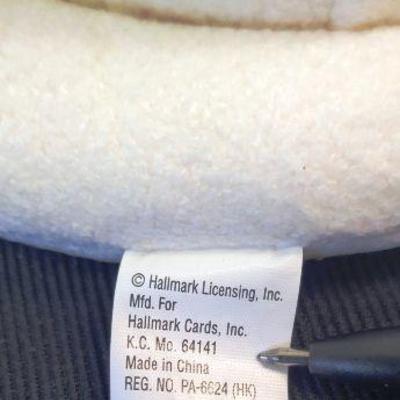 © Hallmark Licensing, Inc.
Mfd. For
Hallmark Cards, Inc.
K.C. Mo. 64141
Made in China
REG. NO. PA-6624 (HK)